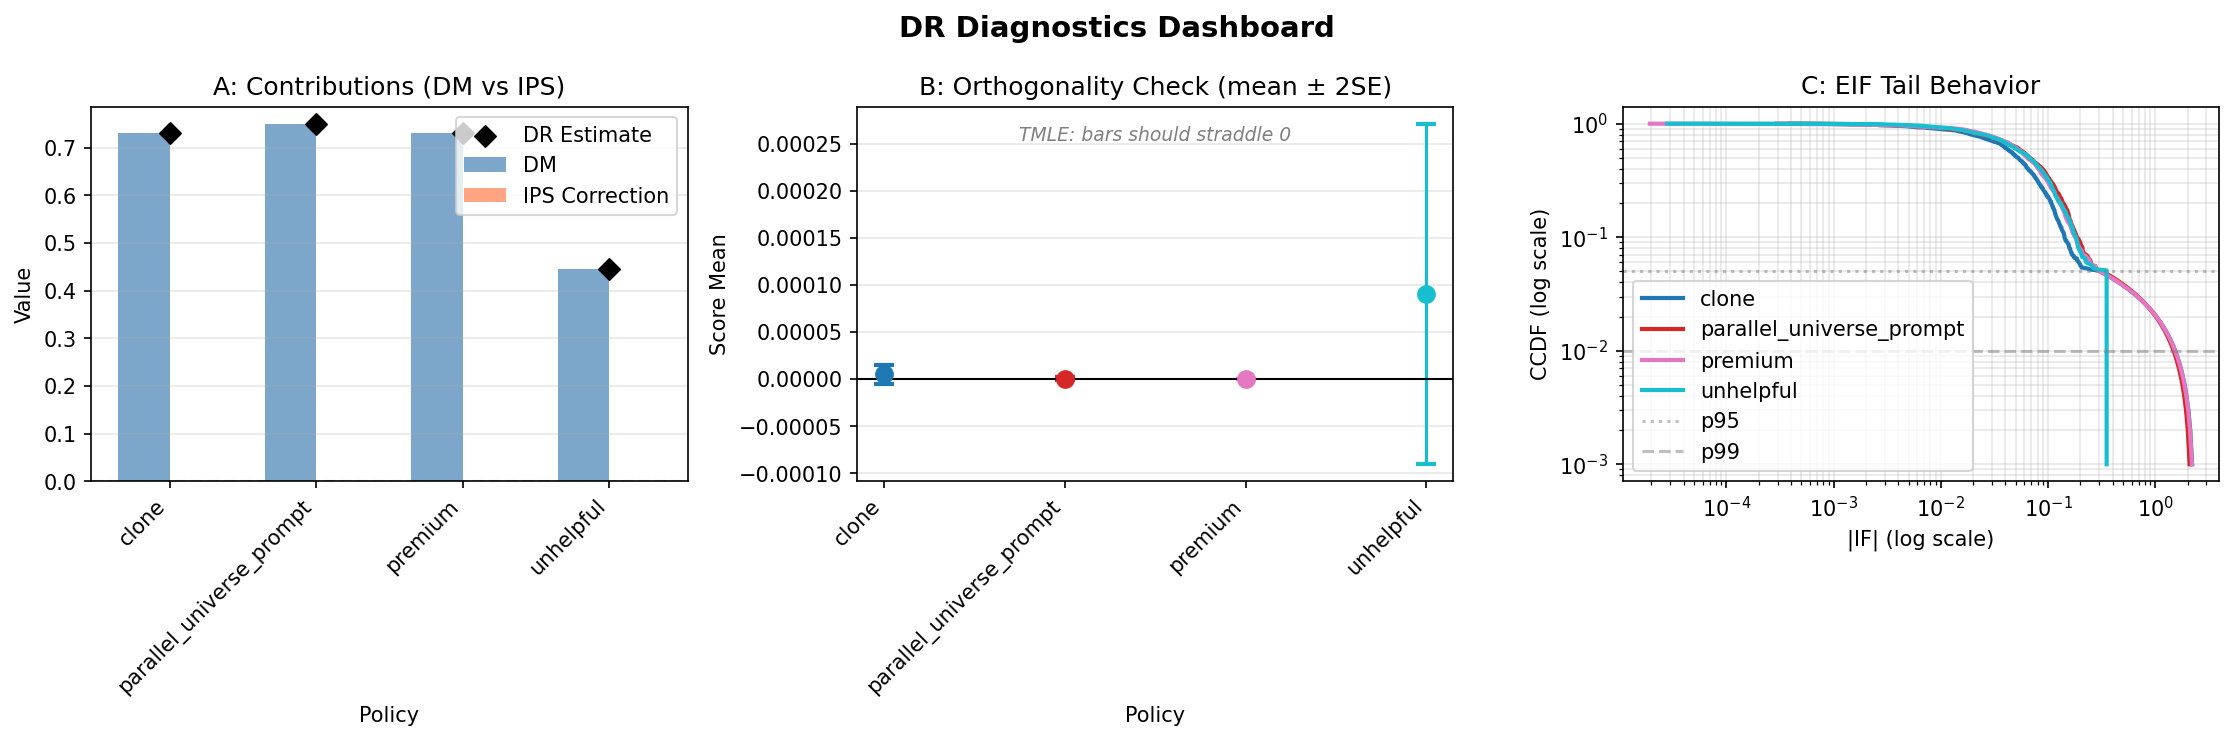 DR Diagnostics Dashboard
A: Contributions (DM vs IPS)
Value
0.7
0.6
0.5
0.4
0.3
0.2
0.1
0.0
DR Estimate
DM
IPS Correction
clone
parallel_universe_prompt
premium
unhelpful
Policy
B: Orthogonality Check (mean ± 2SE)
TMLE: bars should straddle 0
Score Mean
0.00025
0.00020
0.00015
0.00010
0.00005
0.00000
−0.00005
−0.00010
clone
parallel_universe_prompt
premium
unhelpful
Policy
C: EIF Tail Behavior
CCDF (log scale)
10⁰
10⁻¹
10⁻²
10⁻³
clone
parallel_universe_prompt
premium
unhelpful
p95
p99
10⁻⁴
10⁻³
10⁻²
10⁻¹
10⁰
|IF| (log scale)